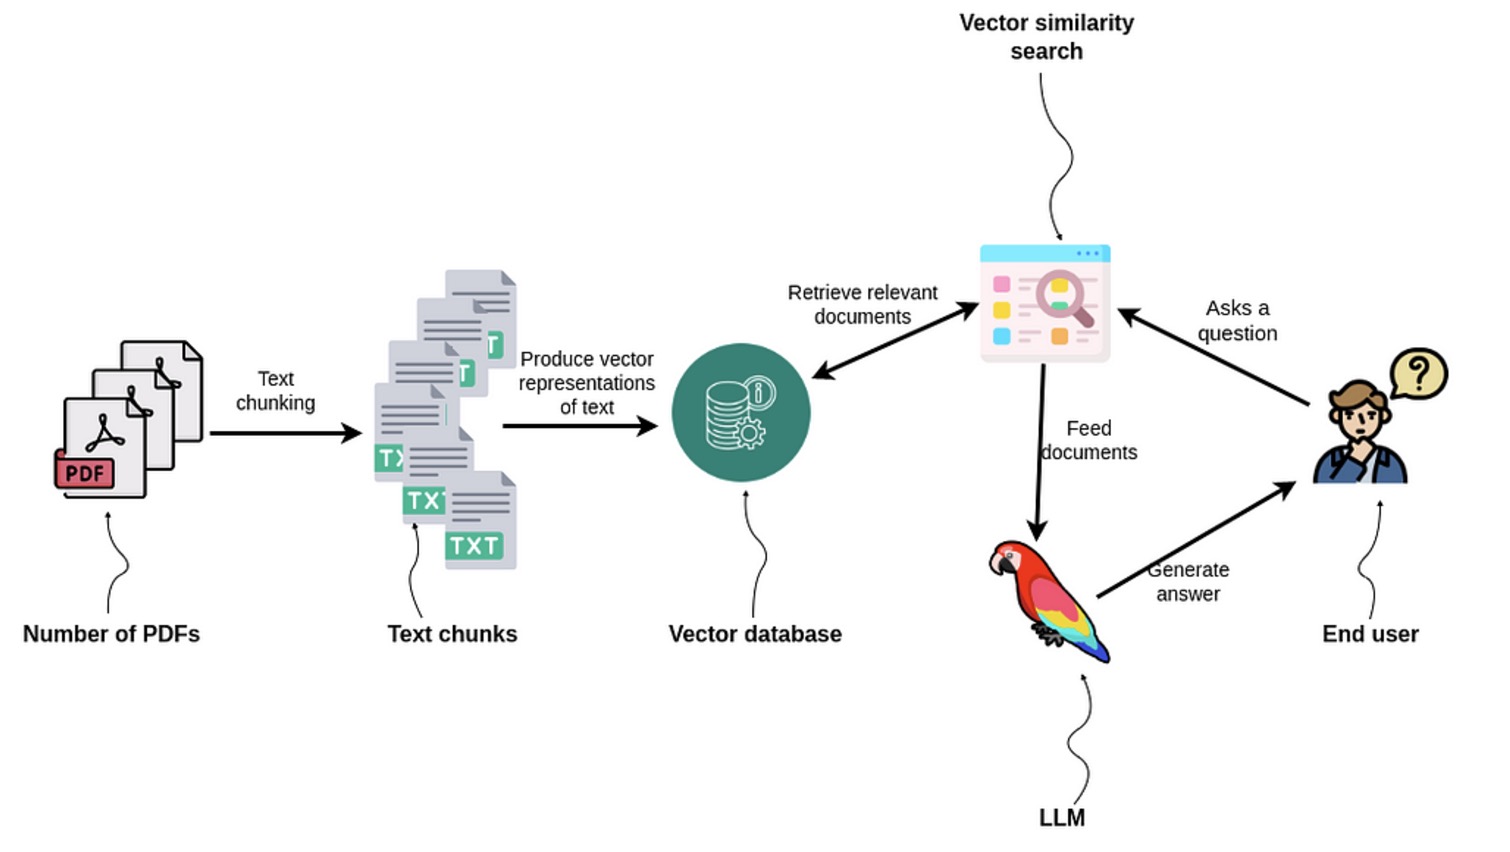 Vector similarity
search
Retrieve relevant
documents
Asks a
question
?
Produce vector
representations
of text
Text
chunking
PDF
T
T
TX
TXT
TXT
i
Feed
documents
Generate
answer
Number of PDFs
Text chunks
Vector database
End user
LLM